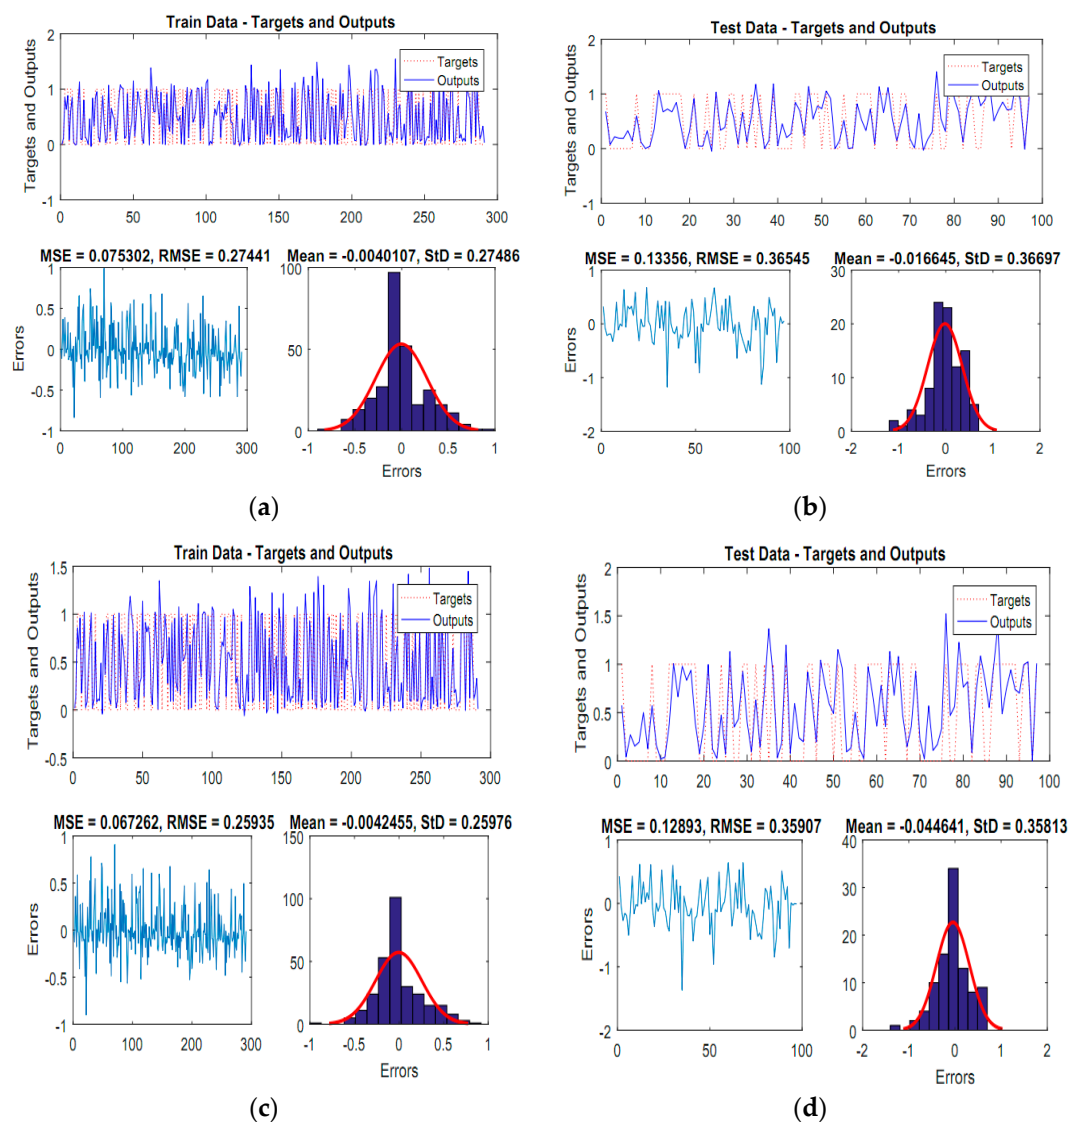 Train Data - Targets and Outputs
Targets and Outputs
2
1
0
-1
Targets
Outputs
0 50 100 150 200 250 300
MSE = 0.075302, RMSE = 0.27441
Errors
1
0.5
0
-0.5
-1
0 100 200 300
Mean = -0.0040107, StD = 0.27486
100
50
0
-1 -0.5 0 0.5 1
Errors
(a)
Test Data - Targets and Outputs
Targets and Outputs
2
1
0
-1
Targets
Outputs
0 10 20 30 40 50 60 70 80 90 100
MSE = 0.13356, RMSE = 0.36545
Errors
1
0
-1
-2
0 50 100
Mean = -0.016645, StD = 0.36697
30
20
10
0
-2 -1 0 1 2
Errors
(b)
Train Data - Targets and Outputs
Targets and Outputs
1.5
1
0.5
0
-0.5
Targets
Outputs
0 50 100 150 200 250 300
MSE = 0.067262, RMSE = 0.25935
Errors
1
0.5
0
-0.5
-1
0 100 200 300
Mean = -0.0042455, StD = 0.25976
150
100
50
0
-1 -0.5 0 0.5 1
Errors
(c)
Test Data - Targets and Outputs
Targets and Outputs
2
1.5
1
0.5
0
Targets
Outputs
0 10 20 30 40 50 60 70 80 90 100
MSE = 0.12893, RMSE = 0.35907
Errors
1
0
-1
-2
0 50 100
Mean = -0.044641, StD = 0.35813
40
30
20
10
0
-2 -1 0 1 2
Errors
(d)